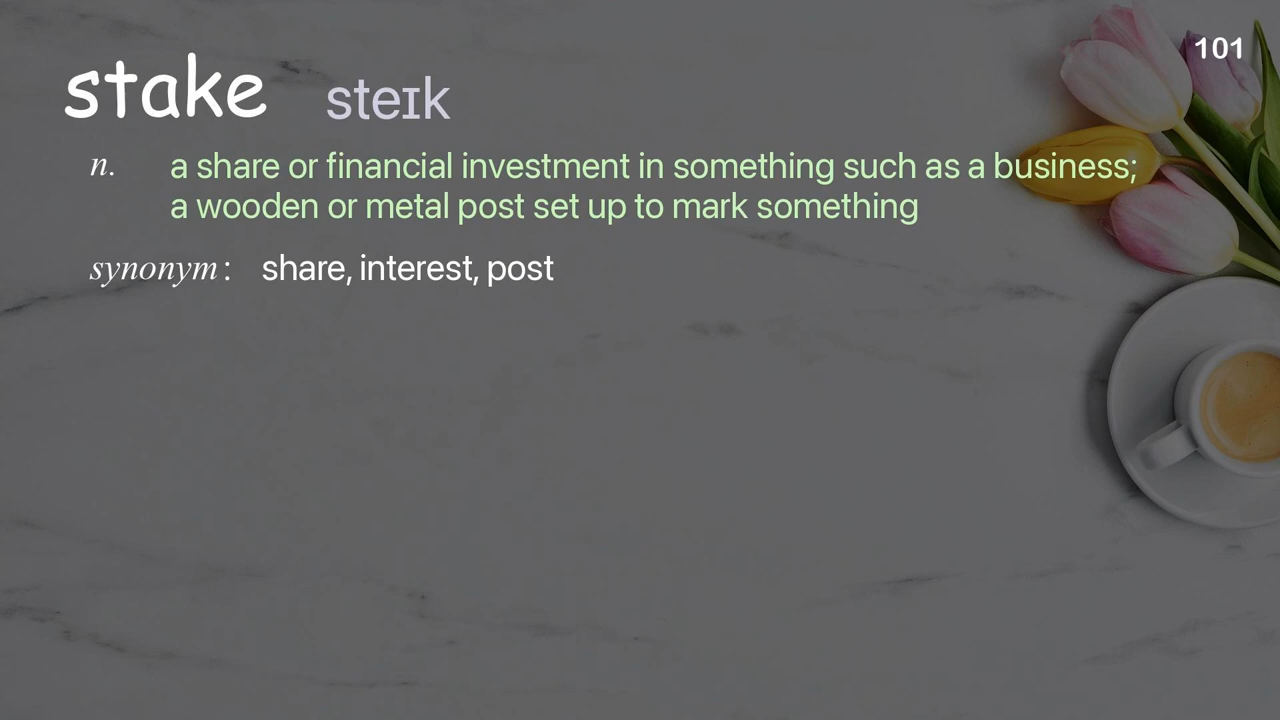 101
stake steɪk
n. a share or financial investment in something such as a business;
a wooden or metal post set up to mark something
synonym: share, interest, post